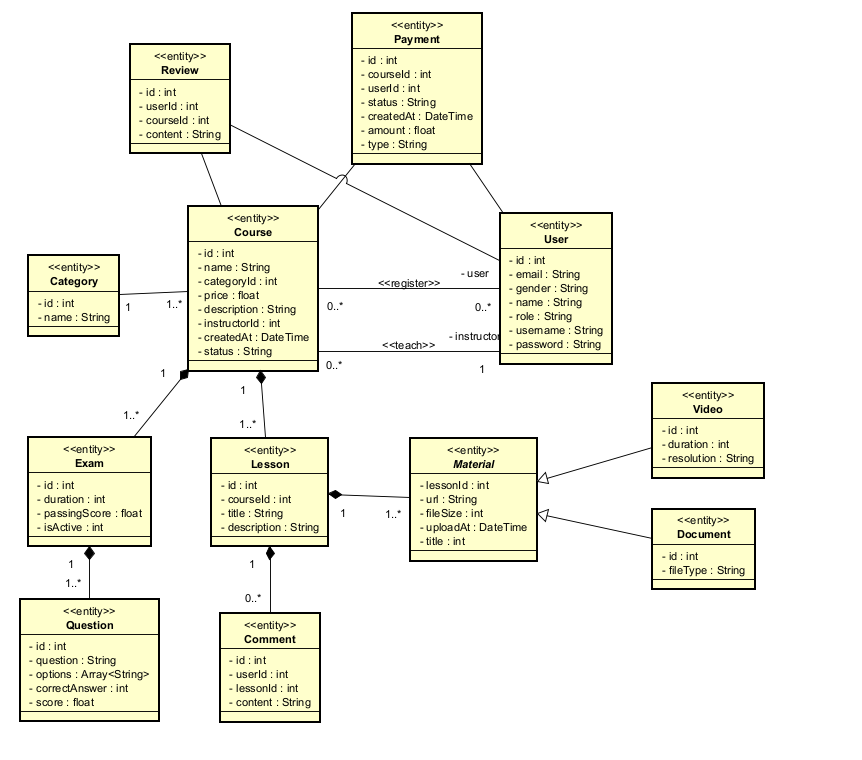 <<entity>>
Payment
- id : int
- courseId : int
- userId : int
- status : String
- createdAt : DateTime
- amount : float
- type : String
<<entity>>
Review
- id : int
- userId : int
- courseId : int
- content : String
<<entity>>
Course
- id : int
- name : String
- categoryId : int
- price : float
- description : String
- instructorId : int
- createdAt : DateTime
- status : String
<<entity>>
User
- id : int
- email : String
- gender : String
- name : String
- role : String
- username : String
- password : String
<<entity>>
Category
- id : int
- name : String
1
1..*
- user
<<register>>
0..*
0..*
- instructor
<<teach>>
0..*
1
1
1..*
1
1..*
<<entity>>
Exam
- id : int
- duration : int
- passingScore : float
- isActive : int
<<entity>>
Lesson
- id : int
- courseId : int
- title : String
- description : String
1
1..*
<<entity>>
Material
- lessonId : int
- url : String
- fileSize : int
- uploadAt : DateTime
- title : int
<<entity>>
Video
- id : int
- duration : int
- resolution : String
<<entity>>
Document
- id : int
- fileType : String
1
1..*
1
0..*
<<entity>>
Question
- id : int
- question : String
- options : Array<String>
- correctAnswer : int
- score : float
<<entity>>
Comment
- id : int
- userId : int
- lessonId : int
- content : String